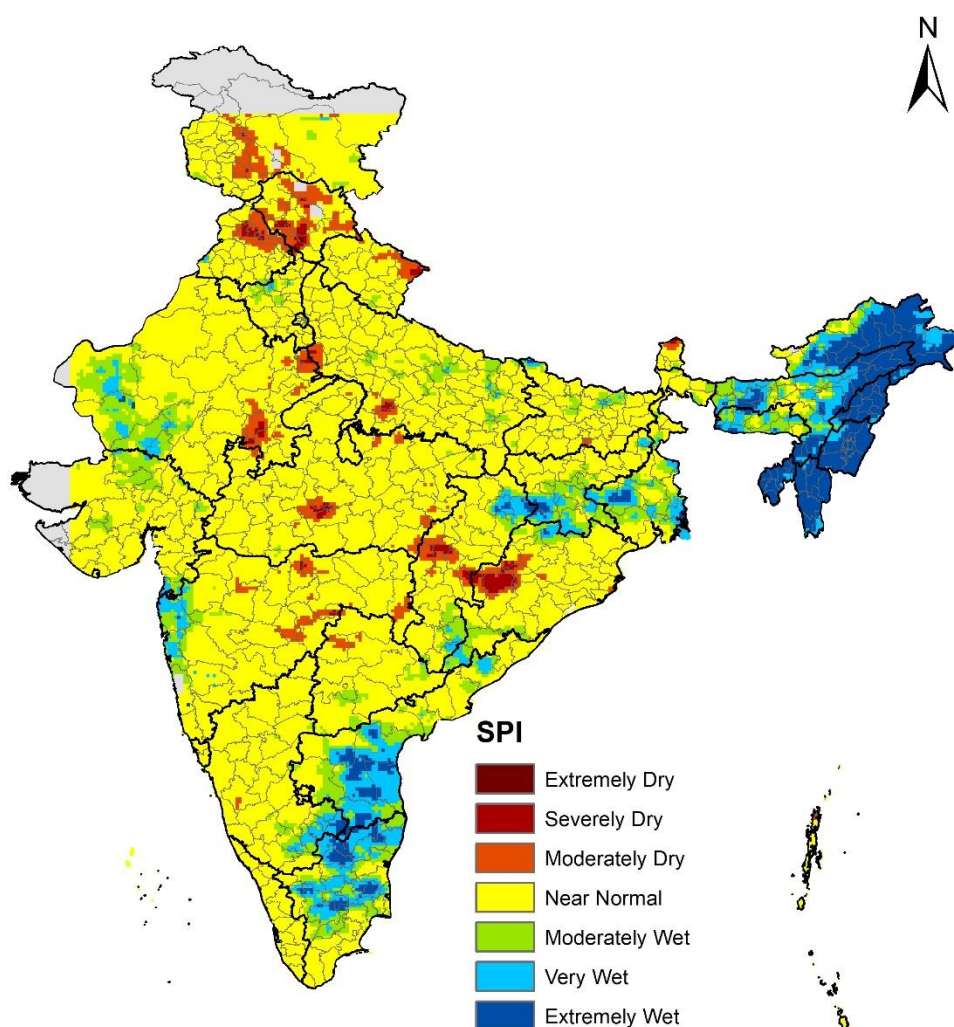 N
SPI
Extremely Dry
Severely Dry
Moderately Dry
Near Normal
Moderately Wet
Very Wet
Extremely Wet